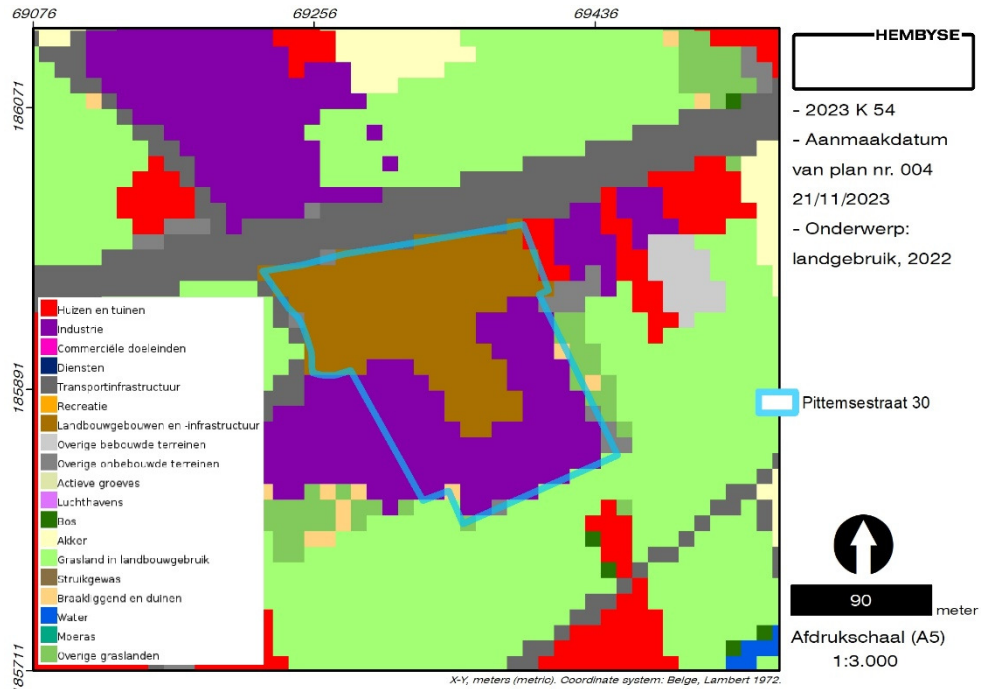 69076
69256
69436
186071
185891
185711
HEMBYSE
- 2023 K 54
- Aanmaakdatum
van plan nr. 004
21/11/2023
- Onderwerp:
landgebruik, 2022
Huizen en tuinen
Industrie
Commerciële doeleinden
Diensten
Transportinfrastructuur
Recreatie
Landbouwgebouwen en -infrastructuur
Overige bebouwde terreinen
Overige onbebouwde terreinen
Actieve groeves
Luchthavens
Bos
Akker
Grasland in landbouwgebruik
Struikgewas
Braakliggend en duinen
Water
Moeras
Overige graslanden
Pittemsestraat 30
90 meter
Afdrukschaal (A5)
1:3.000
X-Y, meters (metric). Coordinate system: Belge, Lambert 1972.